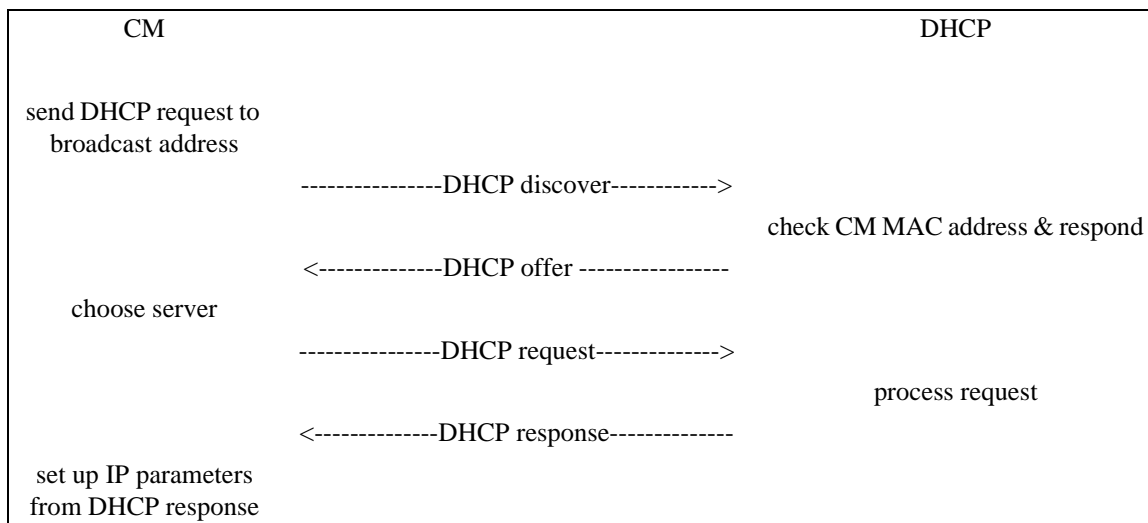 CM DHCP
send DHCP request to
broadcast address
----------------DHCP discover------------>
check CM MAC address & respond
<--------------DHCP offer -----------------
choose server
----------------DHCP request-------------->
process request
<--------------DHCP response--------------
set up IP parameters
from DHCP response